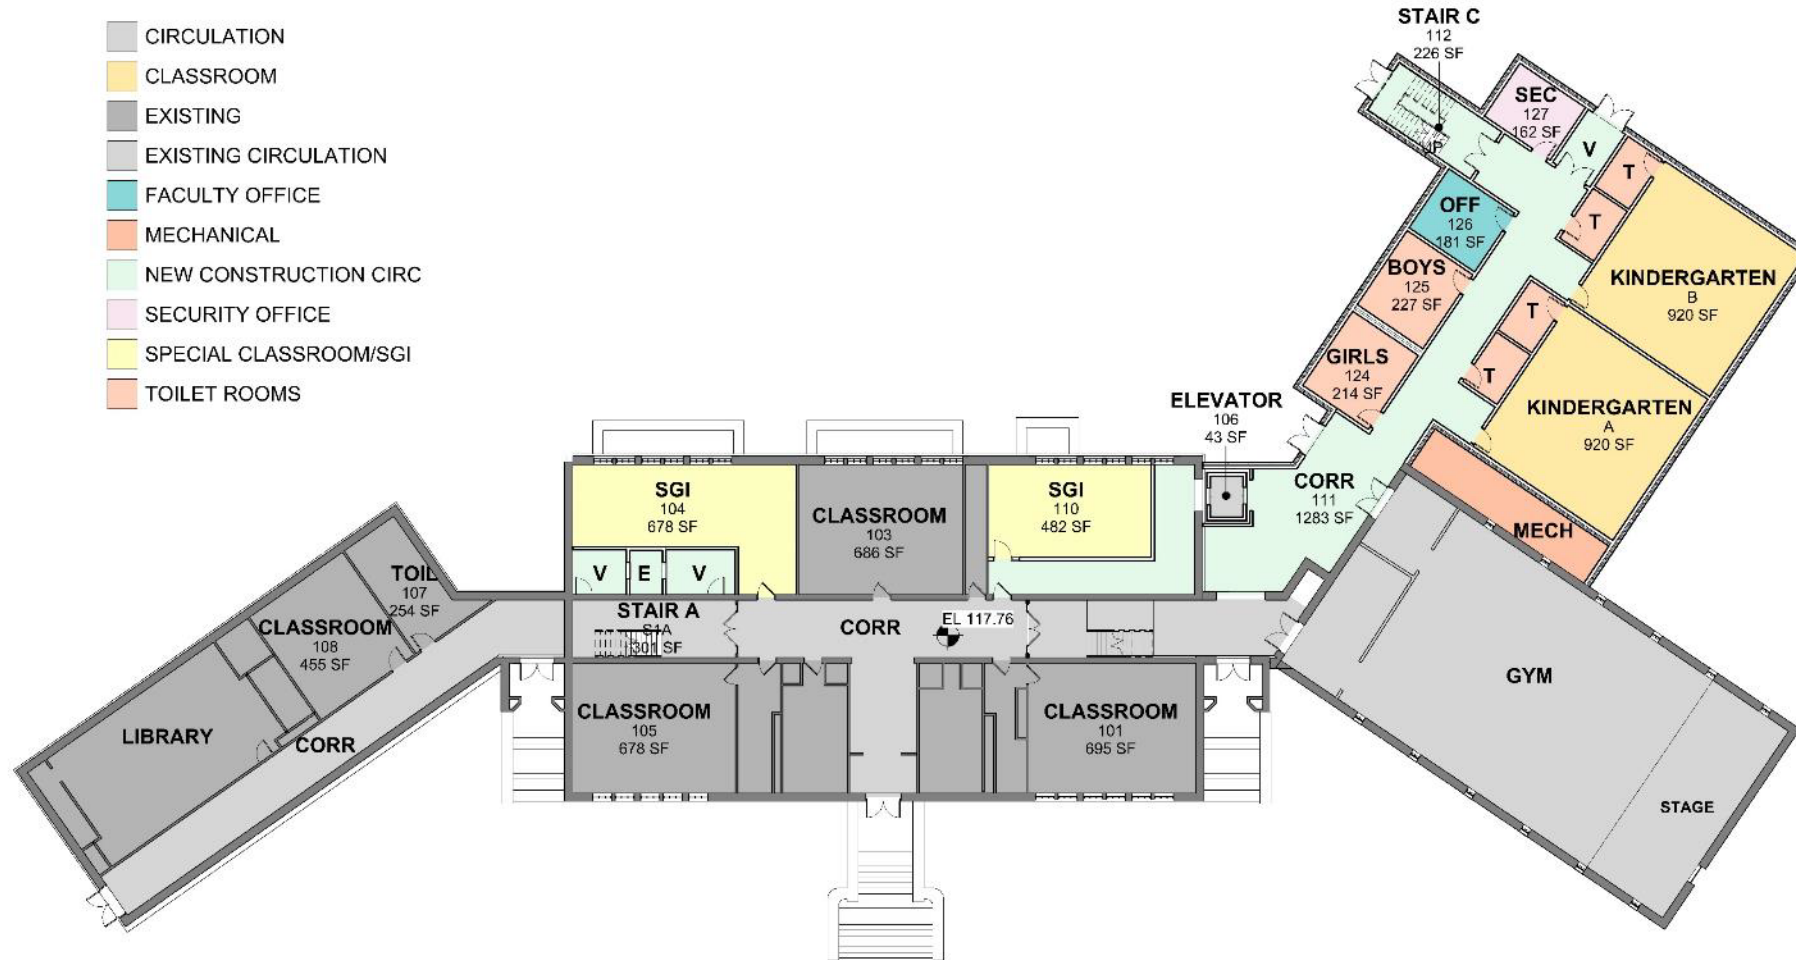 CIRCULATION
CLASSROOM
EXISTING
EXISTING CIRCULATION
FACULTY OFFICE
MECHANICAL
NEW CONSTRUCTION CIRC
SECURITY OFFICE
SPECIAL CLASSROOM/SGI
TOILET ROOMS
STAIR C
112
226 SF
UP
SEC
127
162 SF
V
T
T
OFF
126
181 SF
BOYS
125
227 SF
GIRLS
124
214 SF
KINDERGARTEN
B
920 SF
T
T
KINDERGARTEN
A
920 SF
ELEVATOR
106
43 SF
CORR
111
1283 SF
MECH
SGI
104
678 SF
V
E
V
CLASSROOM
103
686 SF
SGI
110
482 SF
TOIL
107
254 SF
CLASSROOM
108
455 SF
LIBRARY
CORR
STAIR A
S1A
301 SF
CORR
EL 117.76
CLASSROOM
105
678 SF
CLASSROOM
101
695 SF
GYM
STAGE